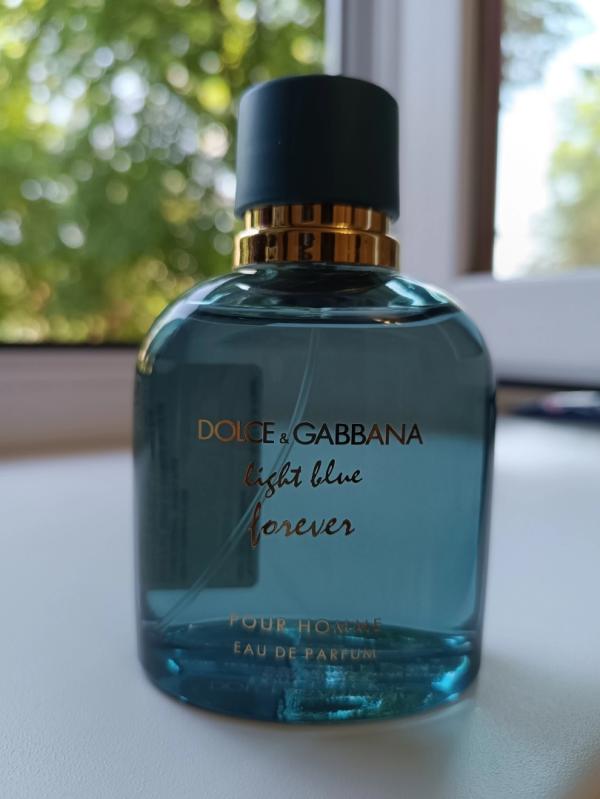 DOLCE & GABBANA
light blue
forever
POUR HOMME
EAU DE PARFUM